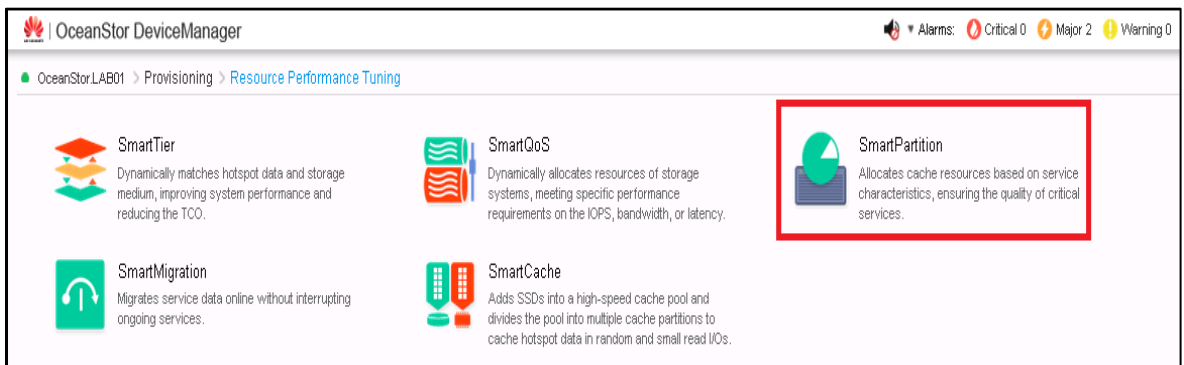 OceanStor DeviceManager
Alarms: Critical 0 Major 2 Warning 0
OceanStor.LAB01 > Provisioning > Resource Performance Tuning
SmartTier
Dynamically matches hotspot data and storage
medium, improving system performance and
reducing the TCO.
SmartQoS
Dynamically allocates resources of storage
systems, meeting specific performance
requirements on the IOPS, bandwidth, or latency.
SmartPartition
Allocates cache resources based on service
characteristics, ensuring the quality of critical
services.
SmartMigration
Migrates service data online without interrupting
ongoing services.
SmartCache
Adds SSDs into a high-speed cache pool and
divides the pool into multiple cache partitions to
cache hotspot data in random and small read I/Os.